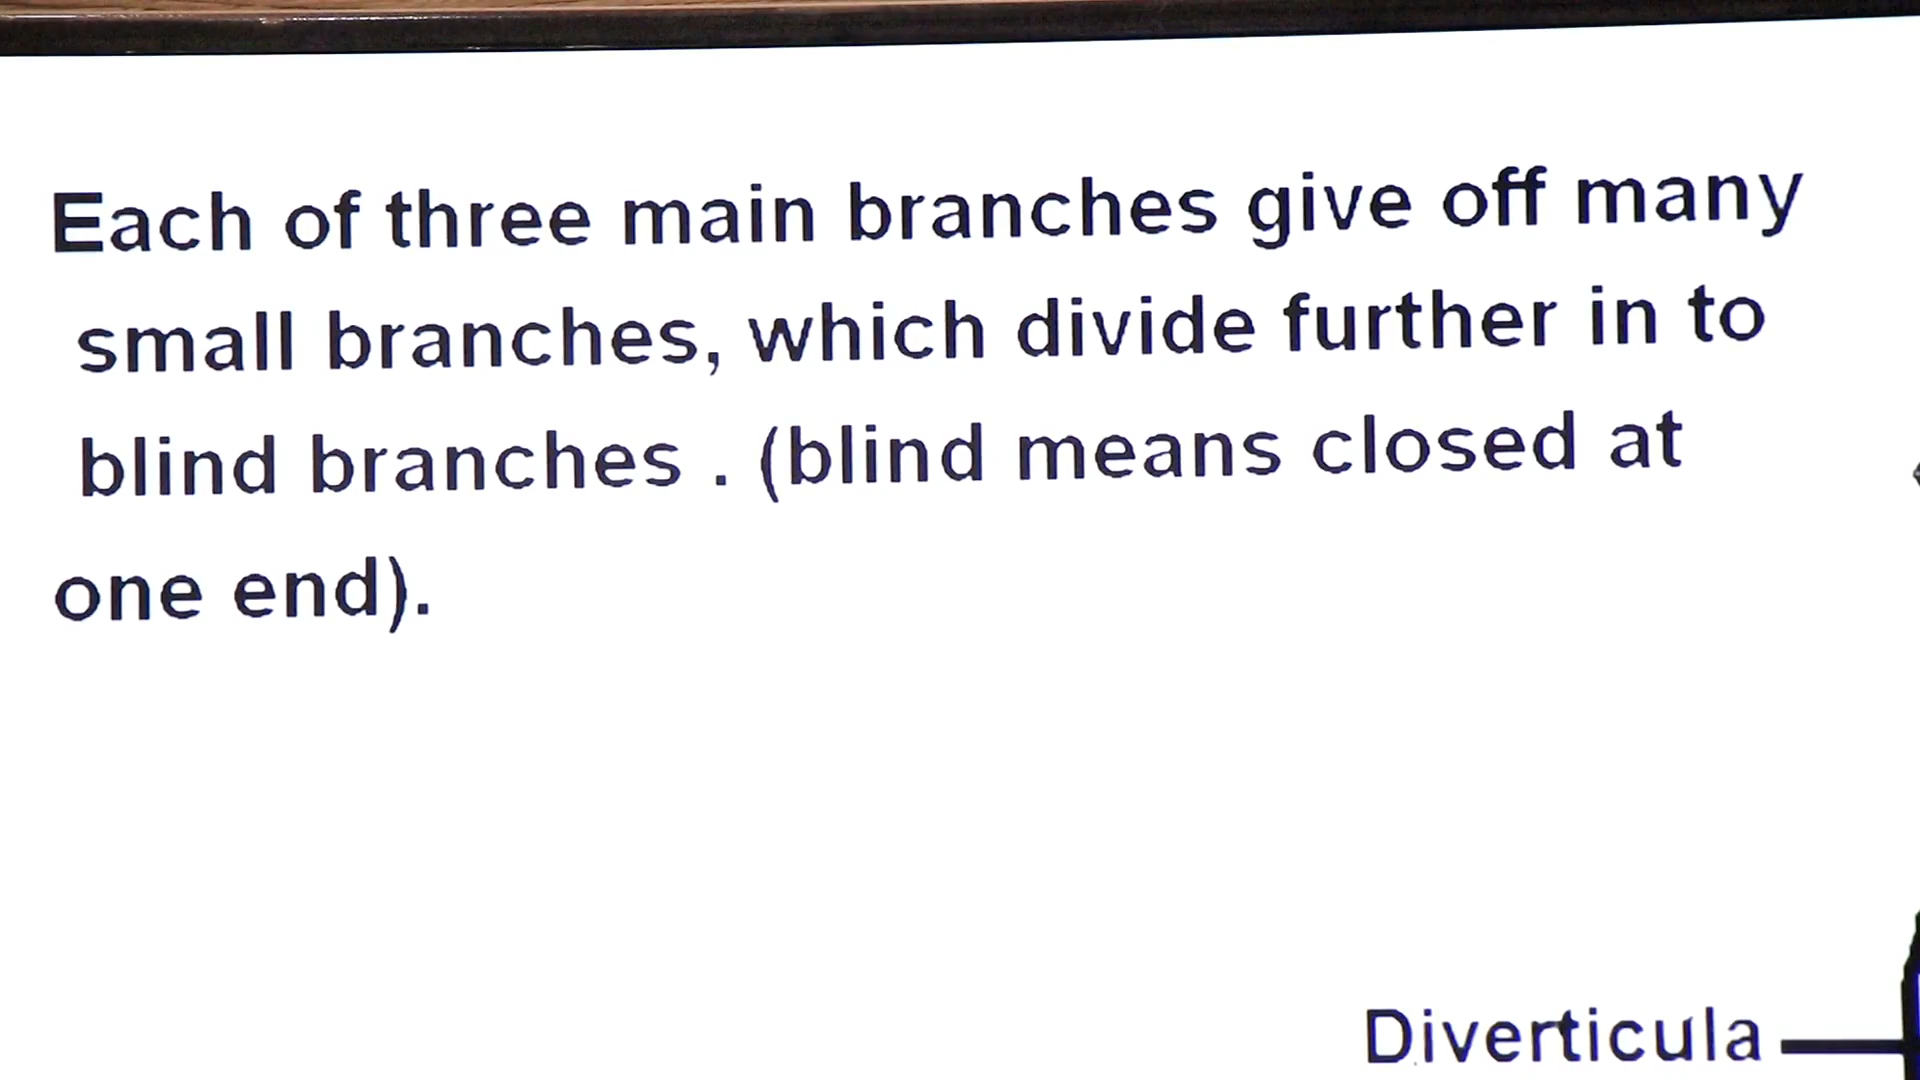 Each of three main branches give off many
small branches, which divide further in to
blind branches . (blind means closed at
one end).
Diverticula